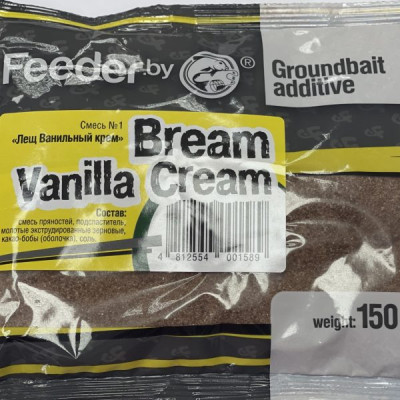 Feeder.by ®
Groundbait
additive
Смесь №1
«Лещ Ванильный крем»
Bream
Vanilla Cream
Состав:
смесь пряностей, подсластитель,
молотые экструдированные зерновые,
какао-бобы (оболочка), соль.
4 812554 001589
weight: 150